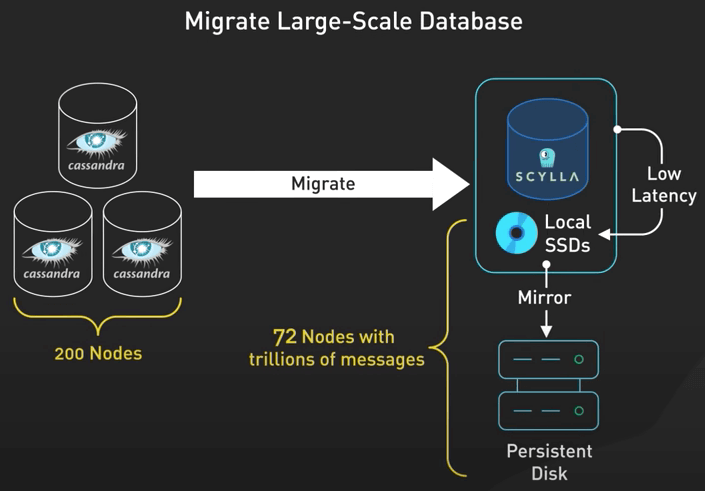 Migrate Large-Scale Database
cassandra
cassandra
cassandra
200 Nodes
Migrate
SCYLLA
Local
SSDs
Low
Latency
Mirror
72 Nodes with
trillions of messages
Persistent
Disk